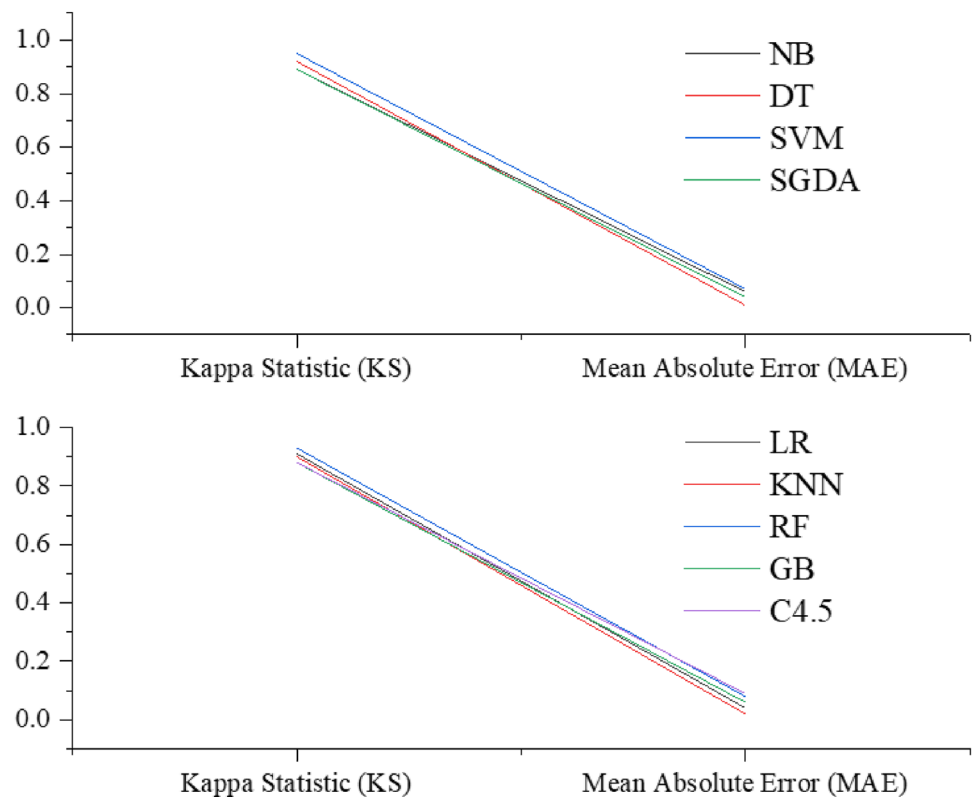 1.0
0.8
0.6
0.4
0.2
0.0
NB
DT
SVM
SGDA
Kappa Statistic (KS) Mean Absolute Error (MAE)
1.0
0.8
0.6
0.4
0.2
0.0
LR
KNN
RF
GB
C4.5
Kappa Statistic (KS) Mean Absolute Error (MAE)